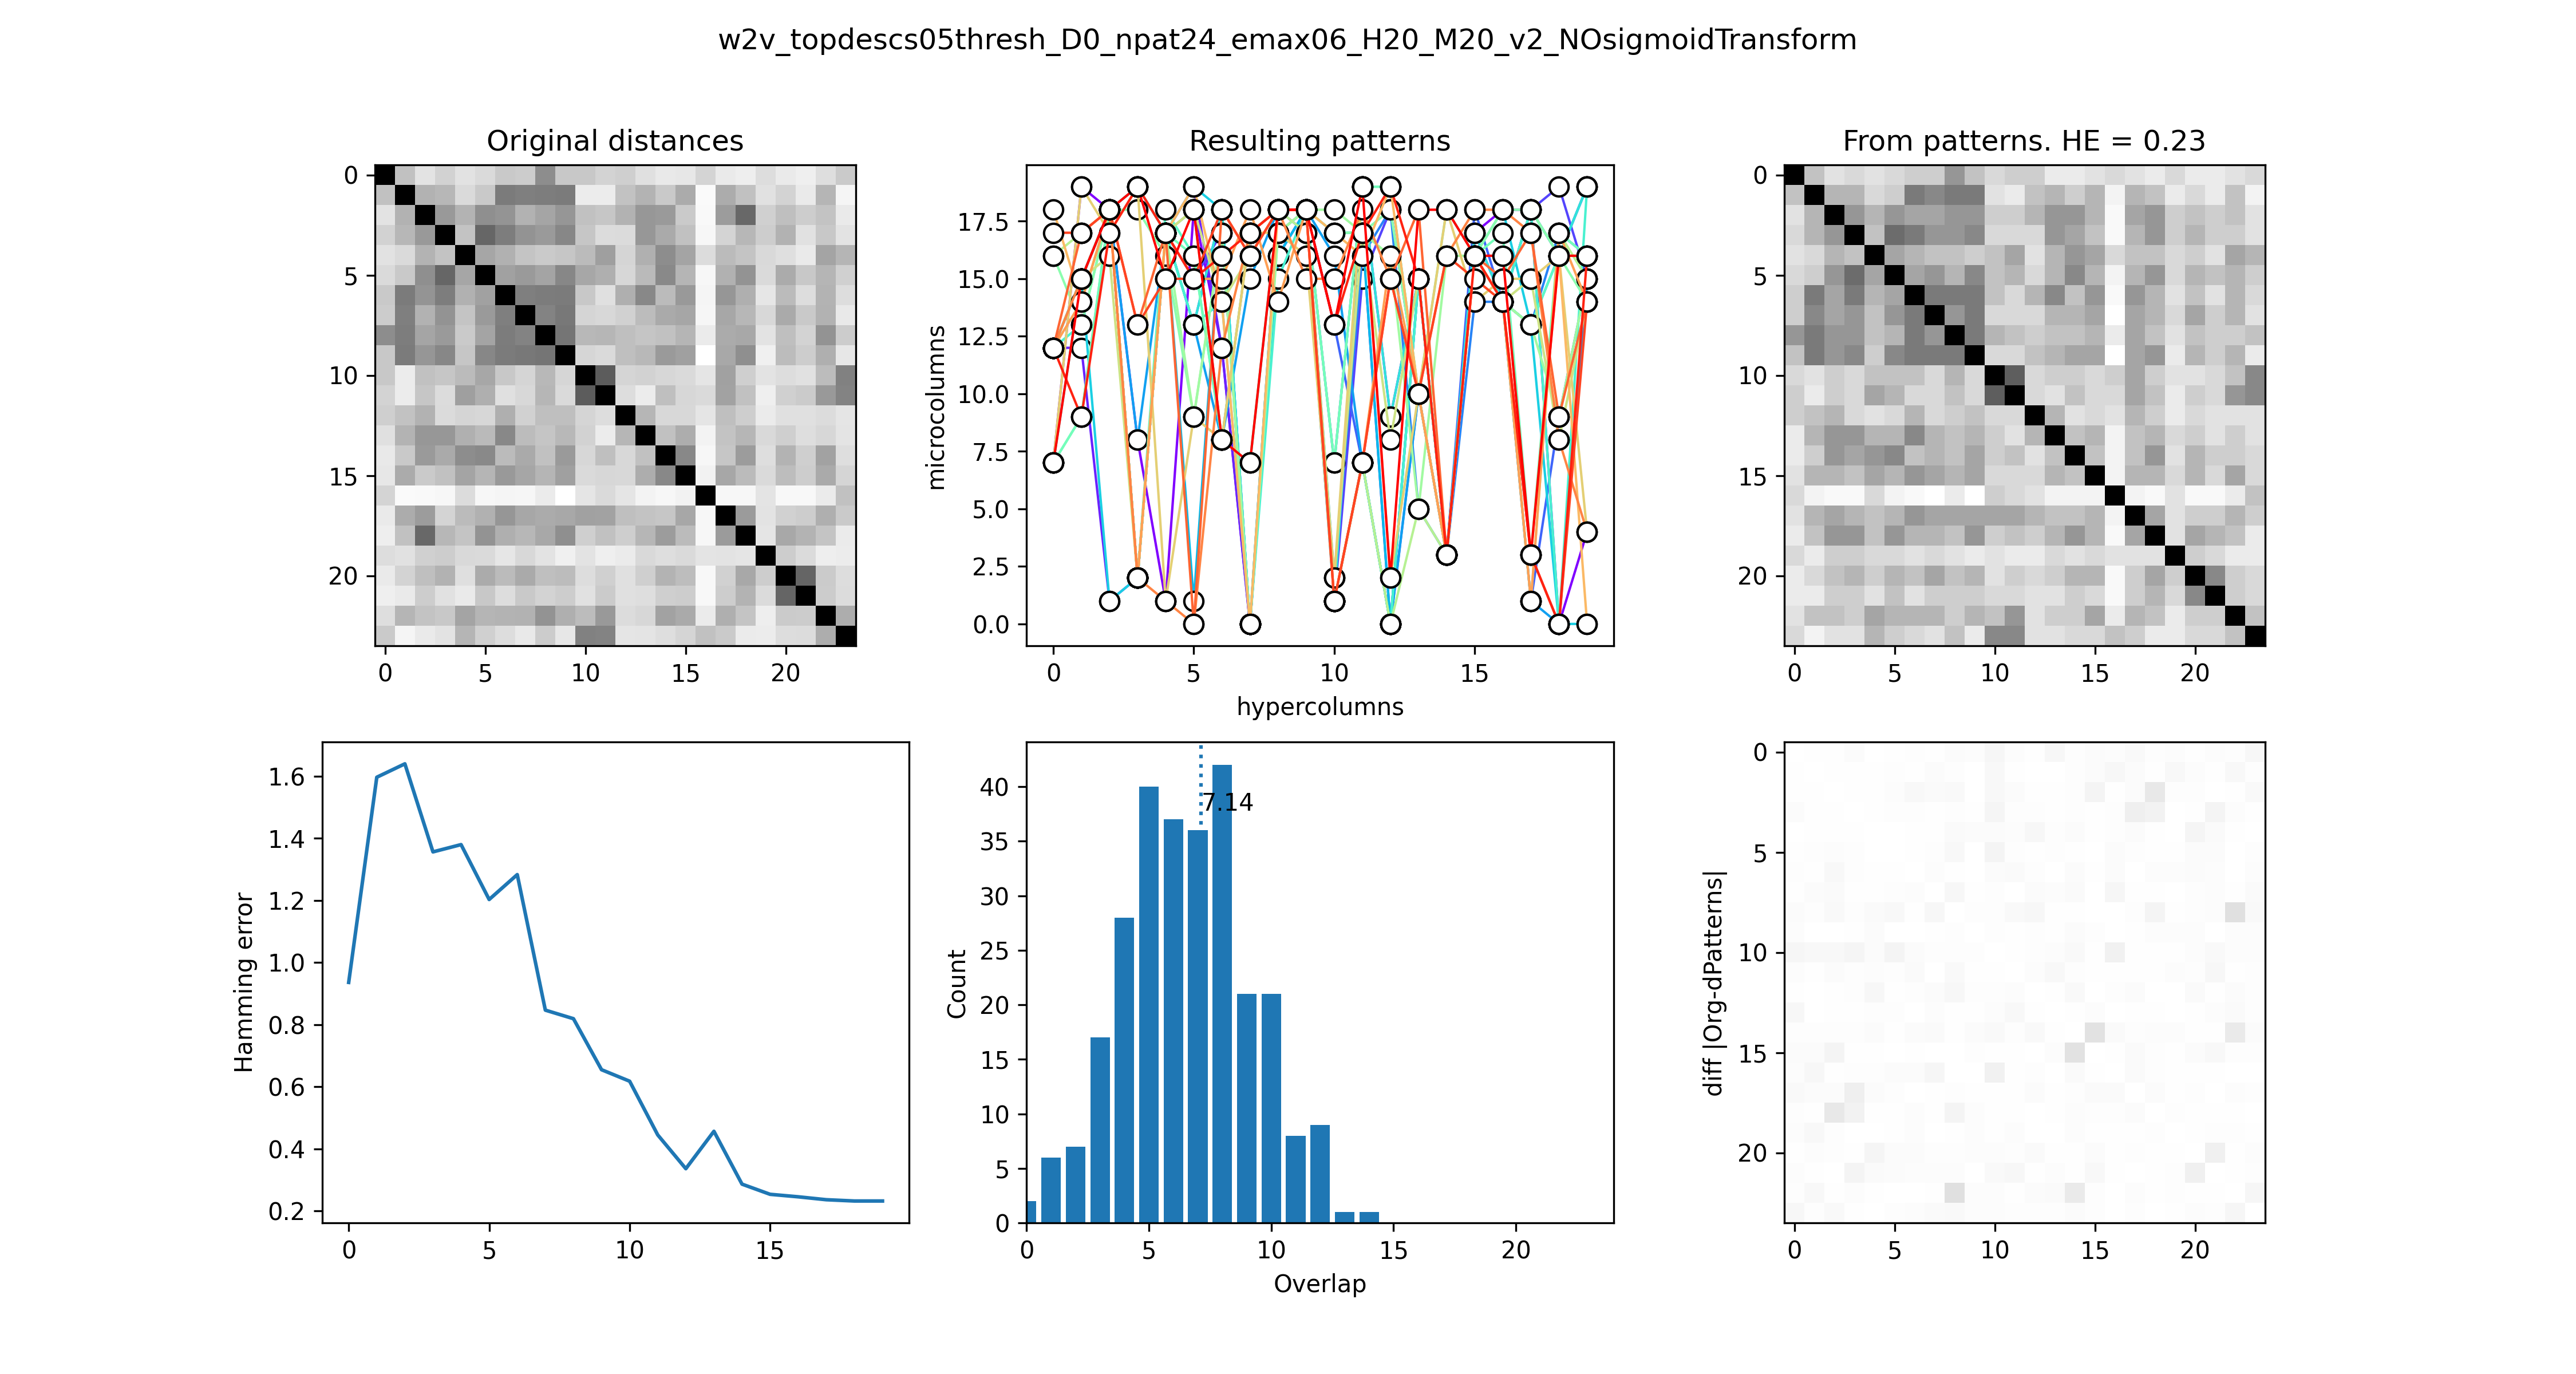 w2v_topdescs05thresh_D0_npat24_emax06_H20_M20_v2_NOsigmoidTransform
Original distances
0
5
10
15
20
0 5 10 15 20
Resulting patterns
microcolumns
17.5
15.0
12.5
10.0
7.5
5.0
2.5
0.0
0 5 10 15
hypercolumns
From patterns. HE = 0.23
0
5
10
15
20
0 5 10 15 20
Hamming error
1.6
1.4
1.2
1.0
0.8
0.6
0.4
0.2
0 5 10 15
Count
40
35
30
25
20
15
10
5
0
7.14
0 5 10 15 20
Overlap
diff |Org-dPatterns|
0
5
10
15
20
0 5 10 15 20